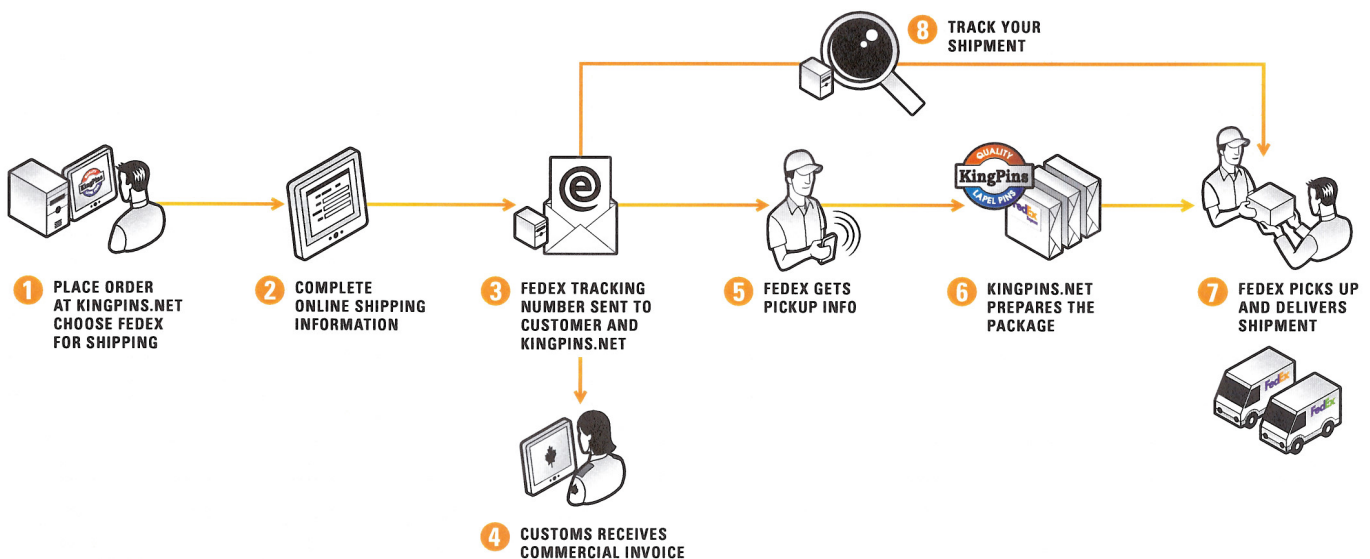 8 TRACK YOUR
SHIPMENT
QUALITY
KingPins
LAPEL PINS
KingPins
FedEx
1 PLACE ORDER
AT KINGPINS.NET
CHOOSE FEDEX
FOR SHIPPING
2 COMPLETE
ONLINE SHIPPING
INFORMATION
3 FEDEX TRACKING
NUMBER SENT TO
CUSTOMER AND
KINGPINS.NET
5 FEDEX GETS
PICKUP INFO
6 KINGPINS.NET
PREPARES THE
PACKAGE
7 FEDEX PICKS UP
AND DELIVERS
SHIPMENT
FedEx
FedEx
4 CUSTOMS RECEIVES
COMMERCIAL INVOICE